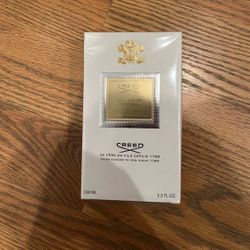 CREED
CREED
DE PÈRE EN FILS DEPUIS 1760
FROM FATHER TO SON SINCE 1760
100 ML
3.3 FL.OZ.